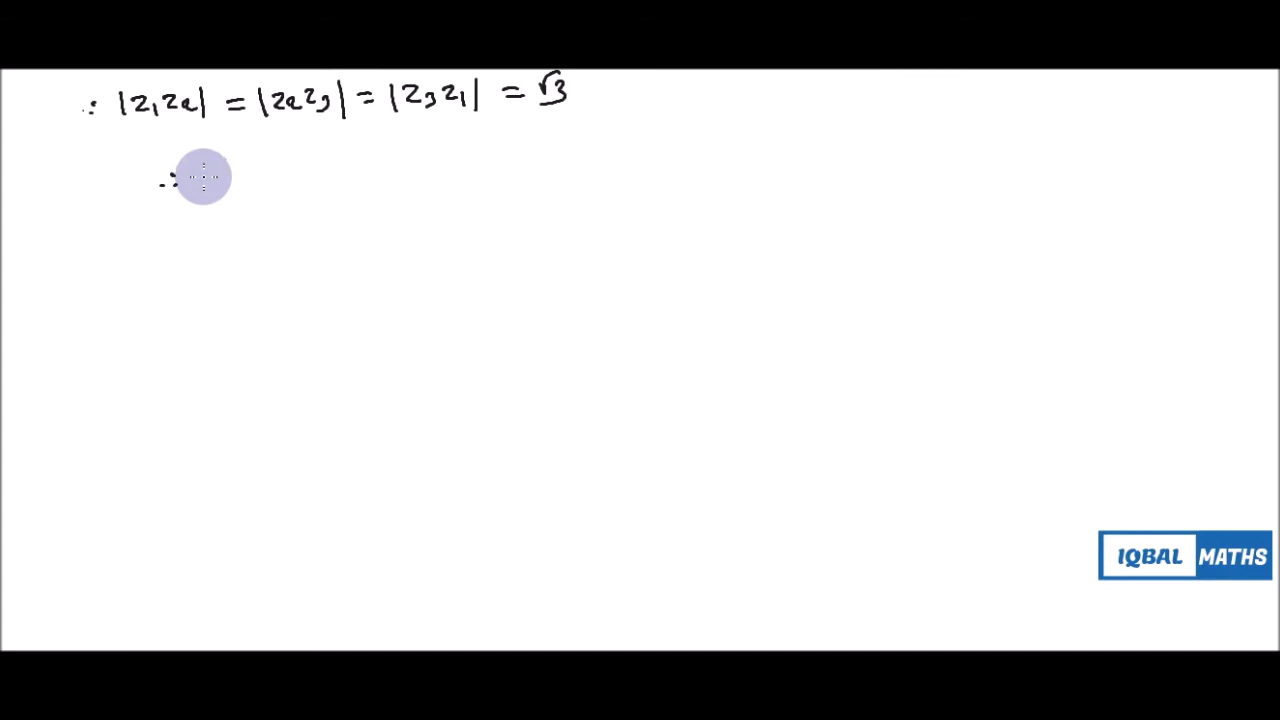 ∴ |z₁z₂| = |z₂z₃| = |z₃z₁| = √3
∴
IQBAL MATHS